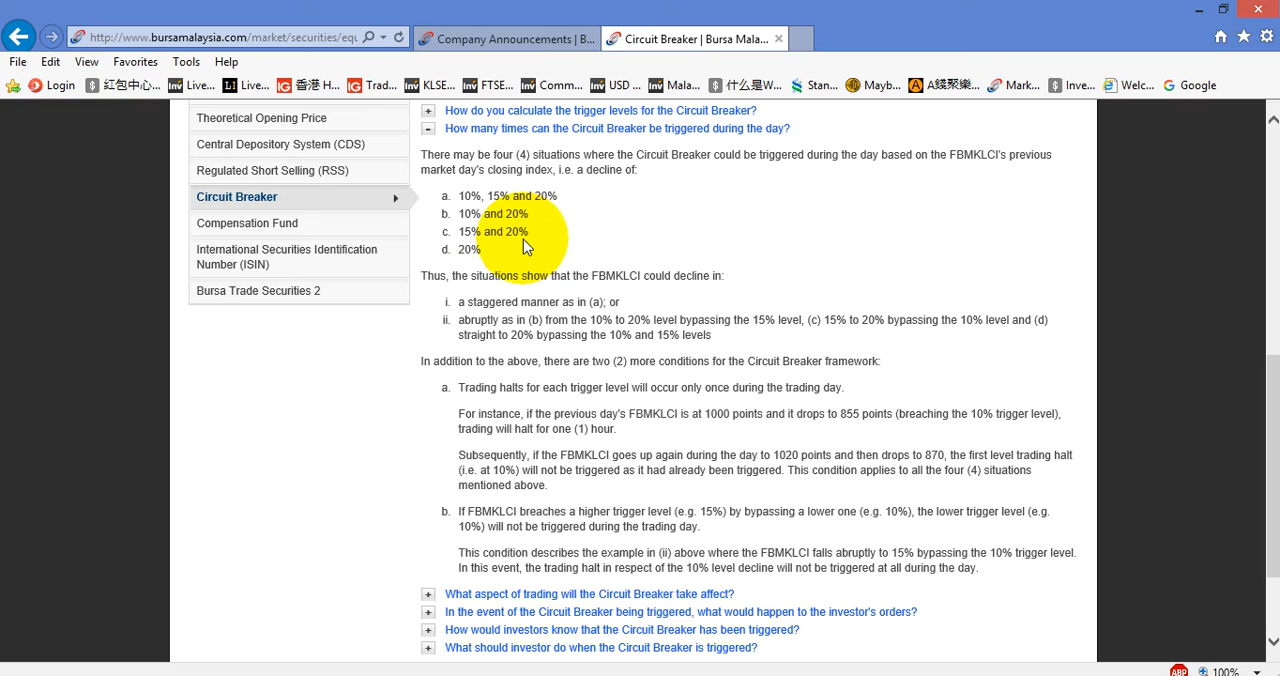 http://www.bursamalaysia.com/market/securities/equ
Company Announcements | B...
Circuit Breaker | Bursa Mala...
File Edit View Favorites Tools Help
Login 红包中心... Live... Live... 香港 H... Trad... KLSE... FTSE... Comm... USD ... Mala... 什么是W... Stan... Mayb... A錢聚樂... Mark... Inve... Welc... Google
Theoretical Opening Price
Central Depository System (CDS)
Regulated Short Selling (RSS)
Circuit Breaker
Compensation Fund
International Securities Identification
Number (ISIN)
Bursa Trade Securities 2
+ How do you calculate the trigger levels for the Circuit Breaker?
- How many times can the Circuit Breaker be triggered during the day?
There may be four (4) situations where the Circuit Breaker could be triggered during the day based on the FBMKLCI's previous
market day's closing index, i.e. a decline of:
a. 10%, 15% and 20%
b. 10% and 20%
c. 15% and 20%
d. 20%
Thus, the situations show that the FBMKLCI could decline in:
i. a staggered manner as in (a); or
ii. abruptly as in (b) from the 10% to 20% level bypassing the 15% level, (c) 15% to 20% bypassing the 10% level and (d)
straight to 20% bypassing the 10% and 15% levels
In addition to the above, there are two (2) more conditions for the Circuit Breaker framework:
a. Trading halts for each trigger level will occur only once during the trading day.
For instance, if the previous day's FBMKLCI is at 1000 points and it drops to 855 points (breaching the 10% trigger level),
trading will halt for one (1) hour.
Subsequently, if the FBMKLCI goes up again during the day to 1020 points and then drops to 870, the first level trading halt
(i.e. at 10%) will not be triggered as it had already been triggered. This condition applies to all the four (4) situations
mentioned above.
b. If FBMKLCI breaches a higher trigger level (e.g. 15%) by bypassing a lower one (e.g. 10%), the lower trigger level (e.g.
10%) will not be triggered during the trading day.
This condition describes the example in (ii) above where the FBMKLCI falls abruptly to 15% bypassing the 10% trigger level.
In this event, the trading halt in respect of the 10% level decline will not be triggered at all during the day.
+ What aspect of trading will the Circuit Breaker take affect?
+ In the event of the Circuit Breaker being triggered, what would happen to the investor's orders?
+ How would investors know that the Circuit Breaker has been triggered?
+ What should investor do when the Circuit Breaker is triggered?
ABP 100%